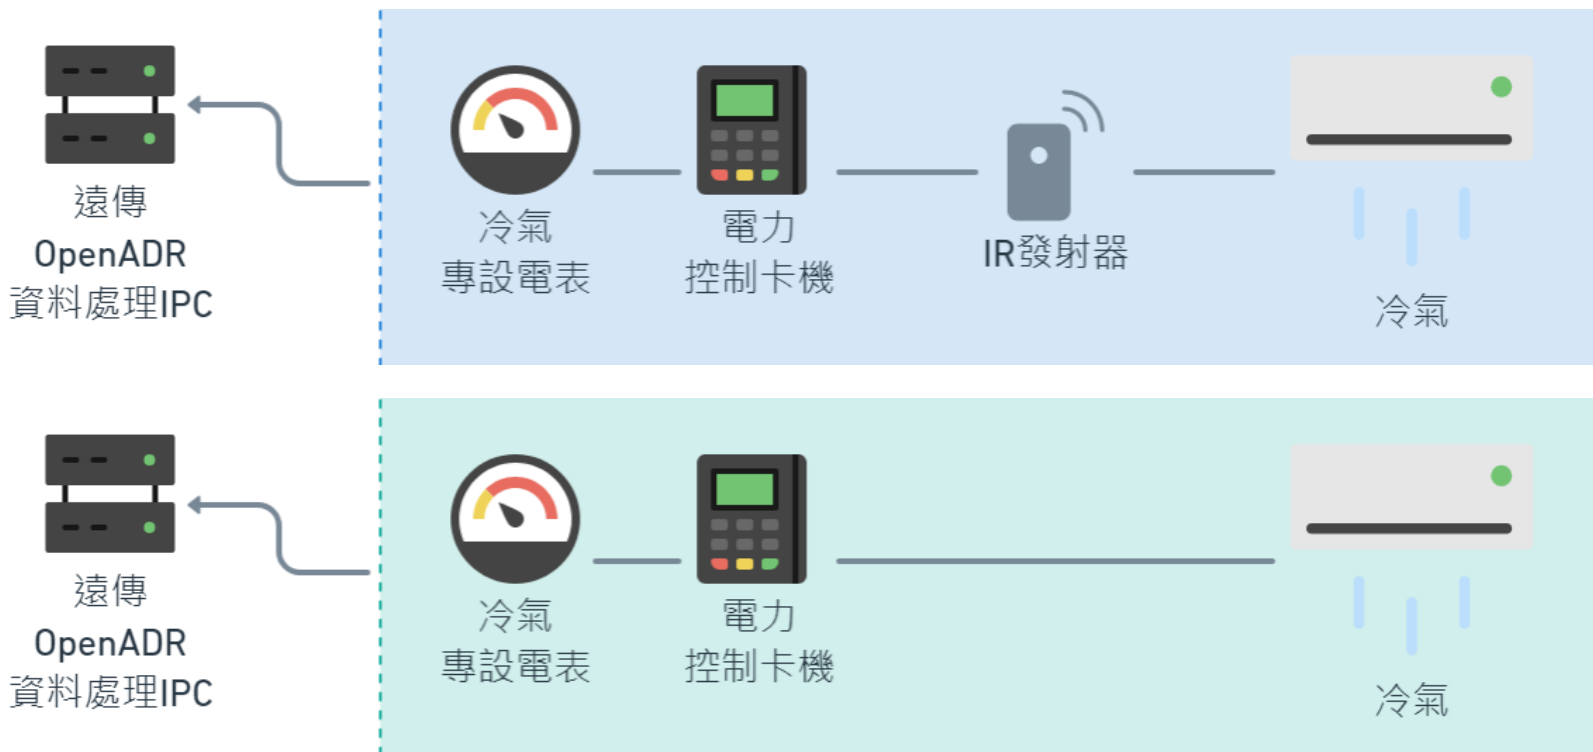 遠傳
OpenADR
資料處理IPC
冷氣
專設電表
電力
控制卡機
IR發射器
冷氣
遠傳
OpenADR
資料處理IPC
冷氣
專設電表
電力
控制卡機
冷氣